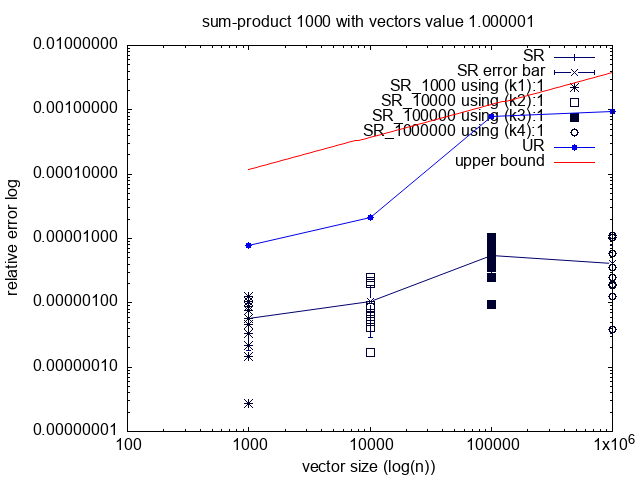 sum-product 1000 with vectors value 1.000001
0.01000000
0.00100000
0.00010000
0.00001000
0.00000100
0.00000010
0.00000001
relative error log
SR
SR error bar
SR_1000 using (k1):1
SR_10000 using (k2):1
SR_100000 using (k3):1
SR_1000000 using (k4):1
UR
upper bound
100 1000 10000 100000 1x10^6
vector size (log(n))